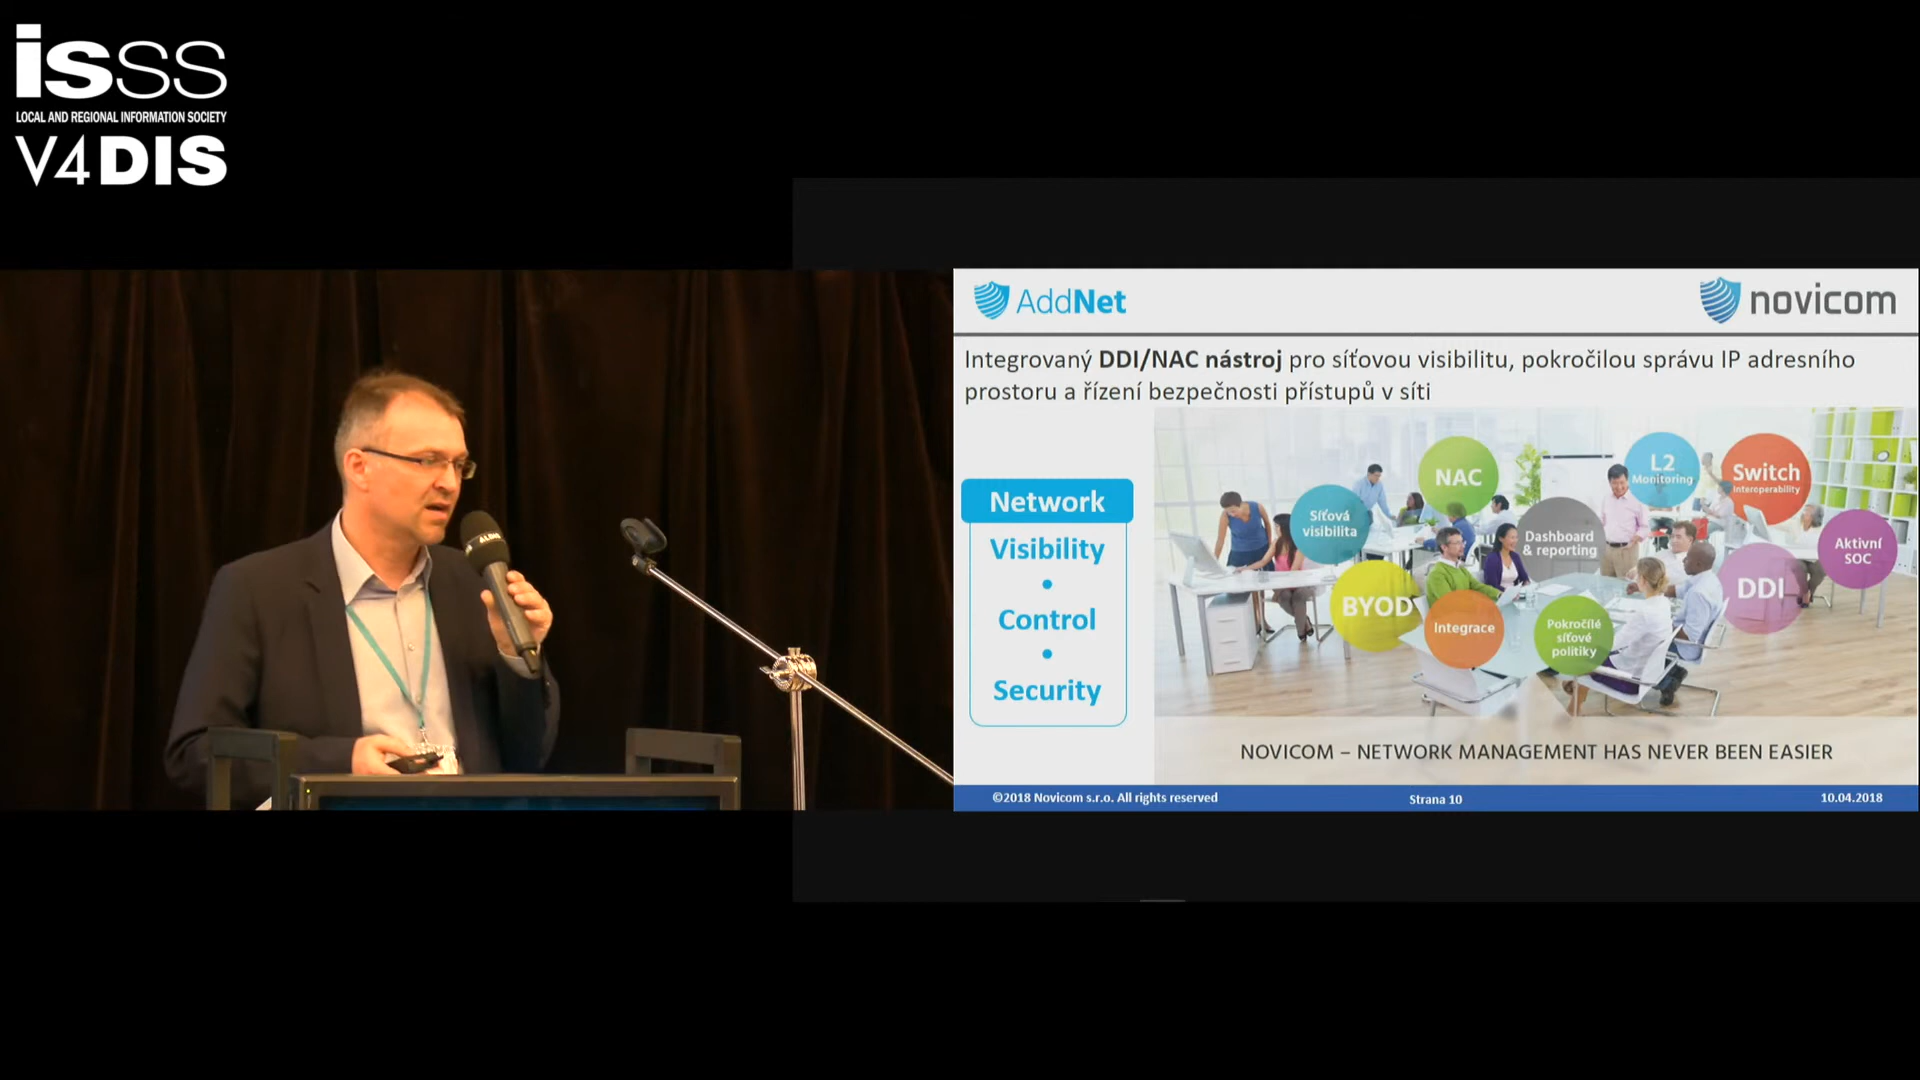 isss
LOCAL AND REGIONAL INFORMATION SOCIETY
V4DIS
ALDIS
AddNet
novicom
Integrovaný DDI/NAC nástroj pro síťovou visibilitu, pokročilou správu IP adresního
prostoru a řízení bezpečnosti přístupů v síti
Network
Visibility
•
Control
•
Security
Síťová
visibilita
NAC
L2
Monitoring
Switch
Interoperability
Dashboard
& reporting
Aktivní
SOC
BYOD
Integrace
Pokročilé
síťové
politiky
DDI
NOVICOM – NETWORK MANAGEMENT HAS NEVER BEEN EASIER
©2018 Novicom s.r.o. All rights reserved
Strana 10
10.04.2018